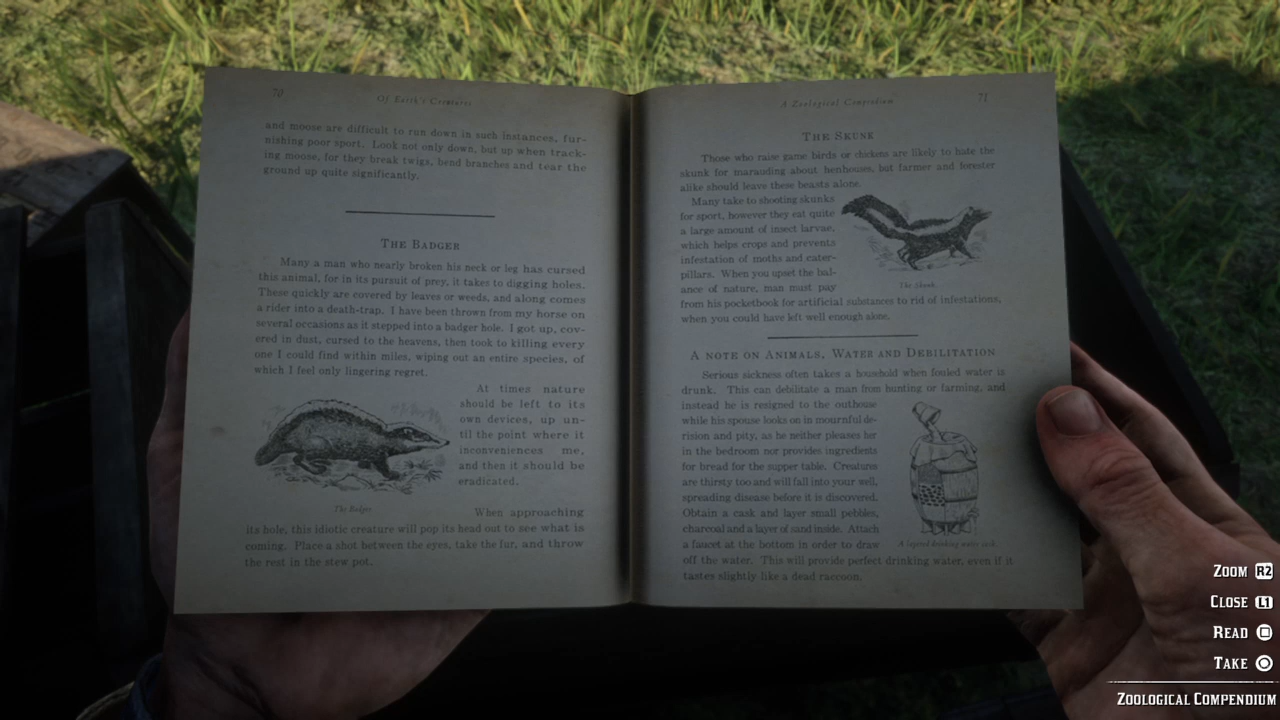 70
Of Earth's Creatures
and moose are difficult to run down in such instances, fur-
nishing poor sport. Look not only down, but up when track-
ing moose, for they break twigs, bend branches and tear the
ground up quite significantly.
THE BADGER
Many a man who nearly broken his neck or leg has cursed
this animal, for in its pursuit of prey, it takes to digging holes.
These quickly are covered by leaves or weeds, and along comes
a rider into a death-trap. I have been thrown from my horse on
several occasions as it stepped into a badger hole. I got up, cov-
ered in dust, cursed to the heavens, then took to killing every
one I could find within miles, wiping out an entire species, of
which I feel only lingering regret.
At times nature
should be left to its
own devices, up un-
til the point where it
inconveniences me,
and then it should be
eradicated.
The Badger
When approaching
its hole, this idiotic creature will pop its head out to see what is
coming. Place a shot between the eyes, take the fur, and throw
the rest in the stew pot.
A Zoological Compendium
71
THE SKUNK
Those who raise game birds or chickens are likely to hate the
skunk for marauding about henhouses, but farmer and forester
alike should leave these beasts alone.
Many take to shooting skunks
for sport, however they eat quite
a large amount of insect larvae,
which helps crops and prevents
infestation of moths and cater-
pillars. When you upset the bal-
ance of nature, man must pay
The Skunk
from his pocketbook for artificial substances to rid of infestations,
when you could have left well enough alone.
A NOTE ON ANIMALS, WATER AND DEBILITATION
Serious sickness often takes a household when fouled water is
drunk. This can debilitate a man from hunting or farming, and
instead he is resigned to the outhouse
while his spouse looks on in mournful de-
rision and pity, as he neither pleases her
in the bedroom nor provides ingredients
for bread for the supper table. Creatures
are thirsty too and will fall into your well,
spreading disease before it is discovered.
Obtain a cask and layer small pebbles,
charcoal and a layer of sand inside. Attach
a faucet at the bottom in order to draw
A layered drinking water cask.
off the water. This will provide perfect drinking water, even if it
tastes slightly like a dead raccoon.
ZOOM R2
CLOSE L1
READ
TAKE
ZOOLOGICAL COMPENDIUM